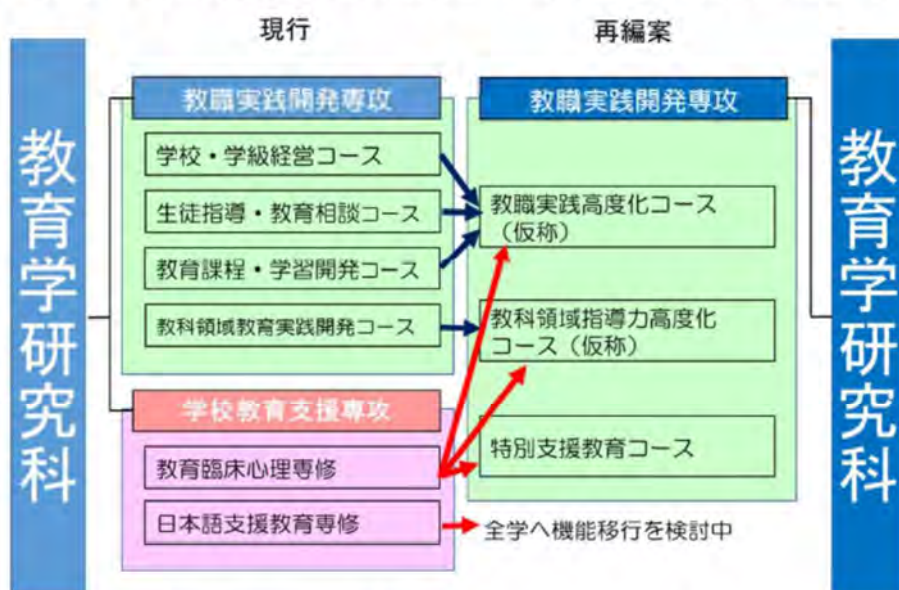 現行
再編案
教育学研究科
教職実践開発専攻
学校・学級経営コース
生徒指導・教育相談コース
教育課程・学習開発コース
教科領域教育実践開発コース
学校教育支援専攻
教育臨床心理専修
日本語支援教育専修
教職実践開発専攻
教職実践高度化コース
（仮称）
教科領域指導力高度化
コース（仮称）
特別支援教育コース
全学へ機能移行を検討中
教育学研究科